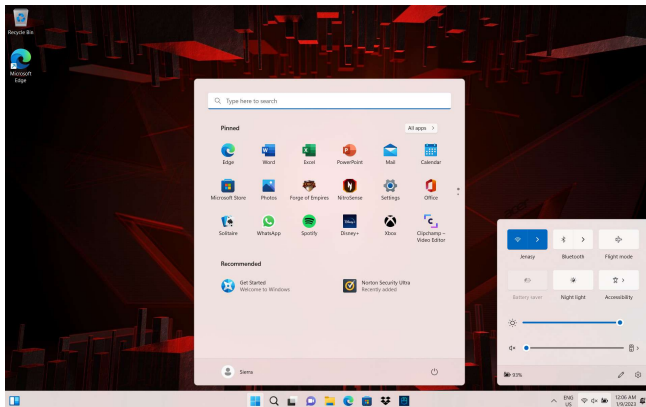 Recycle Bin
Microsoft
Edge
Type here to search
Pinned
All apps
Edge
Word
Excel
PowerPoint
Mail
Calendar
Microsoft Store
Photos
Forge of Empires
NitroSense
Settings
Office
Solitaire
WhatsApp
Spotify
Disney+
Xbox
Clipchamp –
Video Editor
Recommended
Get Started
Welcome to Windows
Norton Security Ultra
Recently added
Siema
Jenasy
Bluetooth
Flight mode
Battery saver
Night light
Accessibility
93%
ENG
US
12:06 AM
1/9/2023